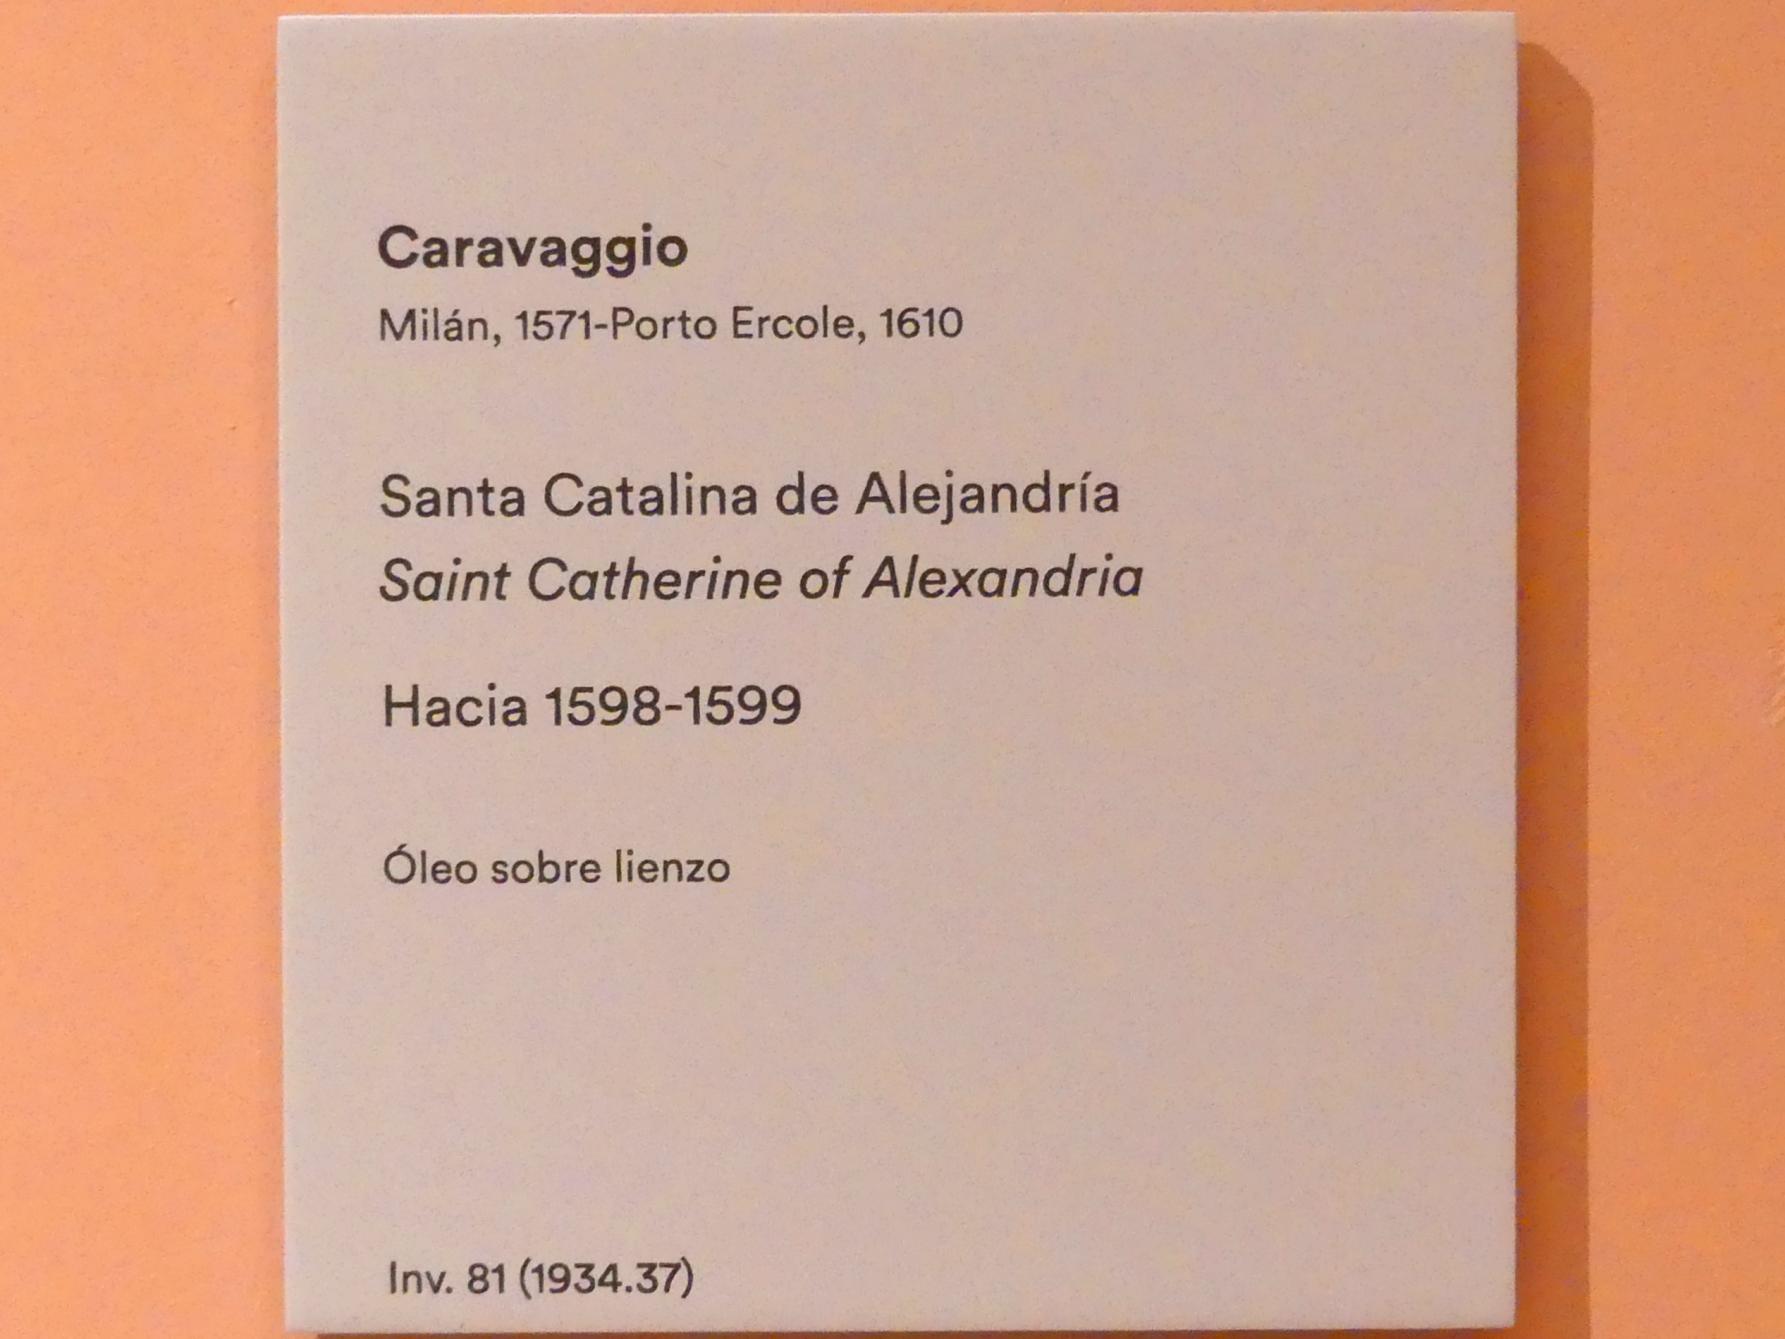 Caravaggio
Milán, 1571-Porto Ercole, 1610
Santa Catalina de Alejandría
Saint Catherine of Alexandria
Hacia 1598-1599
Óleo sobre lienzo
Inv. 81 (1934.37)